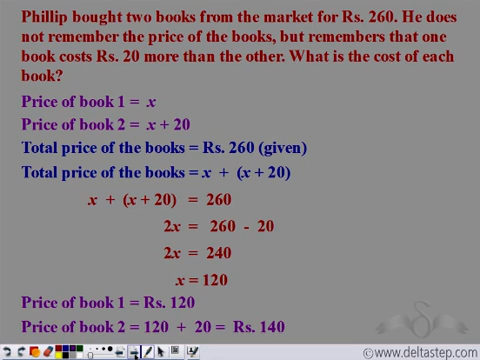 Phillip bought two books from the market for Rs. 260. He does
not remember the price of the books, but remembers that one
book costs Rs. 20 more than the other. What is the cost of each
book?
Price of book 1 = x
Price of book 2 = x + 20
Total price of the books = Rs. 260 (given)
Total price of the books = x + (x + 20)
x + (x + 20) = 260
2x = 260 - 20
2x = 240
x = 120
Price of book 1 = Rs. 120
Price of book 2 = 120 + 20 = Rs. 140
©www.deltastep.com